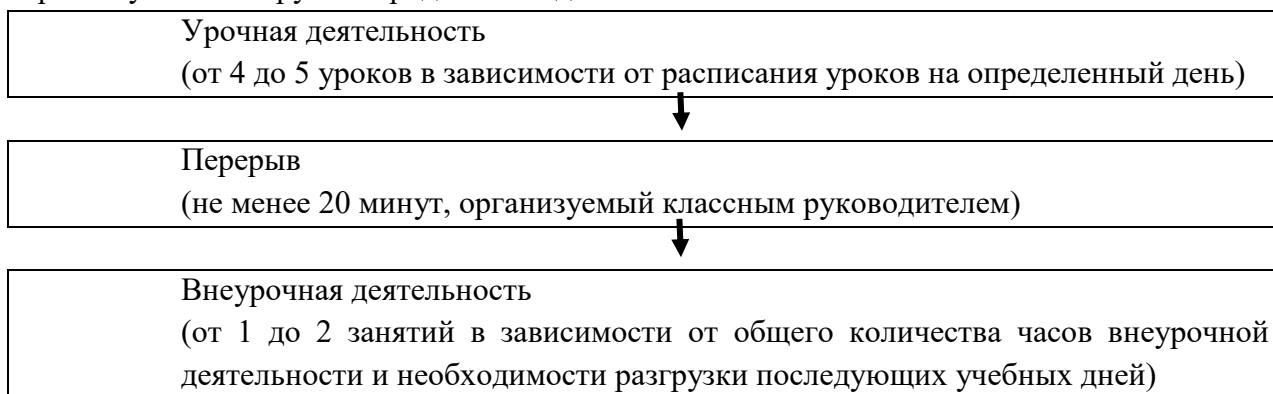 Урочная деятельность
(от 4 до 5 уроков в зависимости от расписания уроков на определенный день)
Перерыв
(не менее 20 минут, организуемый классным руководителем)
Внеурочная деятельность
(от 1 до 2 занятий в зависимости от общего количества часов внеурочной
деятельности и необходимости разгрузки последующих учебных дней)